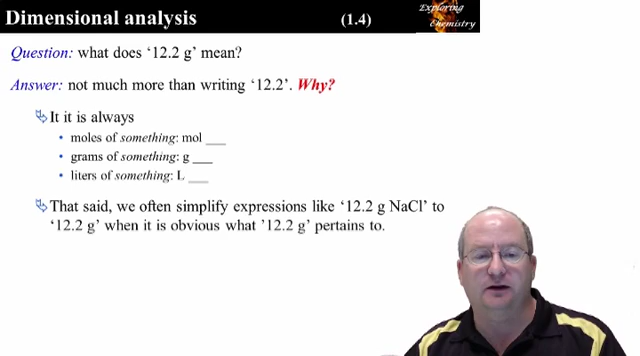 Dimensional analysis (1.4) Exploring Chemistry
Question: what does ‘12.2 g’ mean?
Answer: not much more than writing ‘12.2’. Why?
It it is always
• moles of something: mol ___
• grams of something: g ___
• liters of something: L ___
That said, we often simplify expressions like ‘12.2 g NaCl’ to
‘12.2 g’ when it is obvious what ’12.2 g’ pertains to.